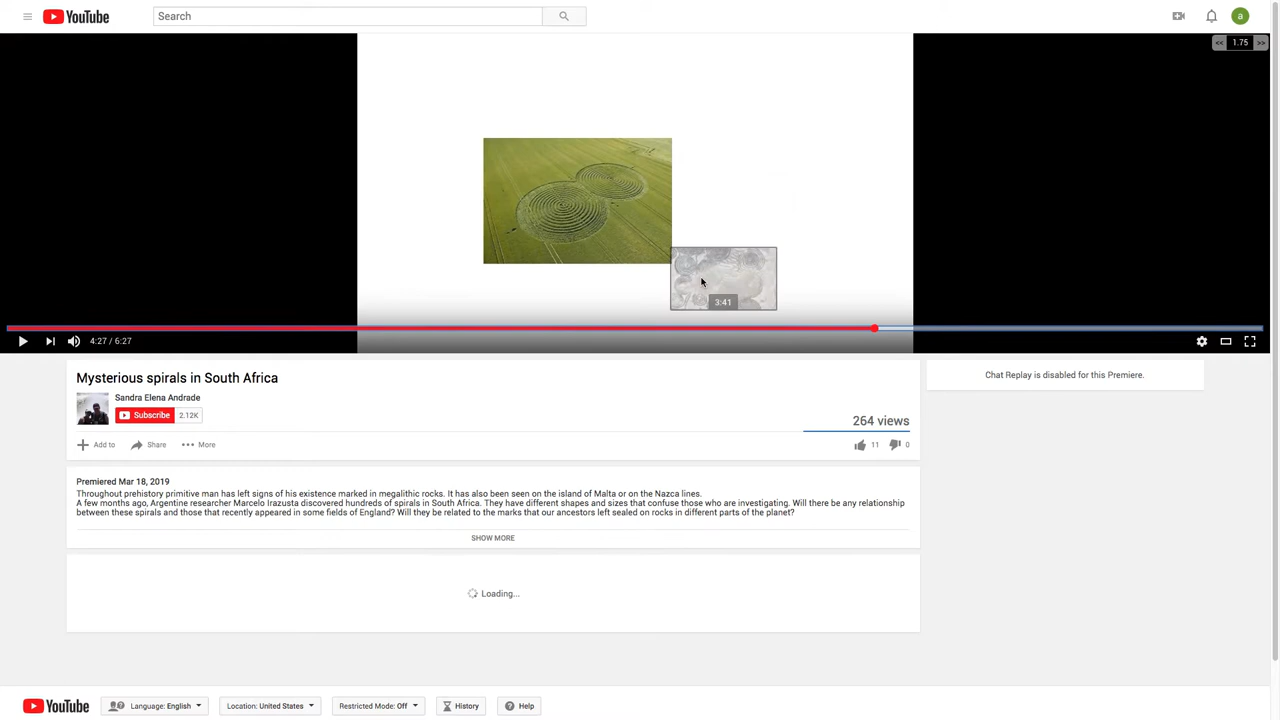 YouTube
Search
a
<< 1.75 >>
3:41
4:27 / 6:27
Mysterious spirals in South Africa
Sandra Elena Andrade
Subscribe 2.12K
264 views
Add to Share More
11 0
Chat Replay is disabled for this Premiere.
Premiered Mar 18, 2019
Throughout prehistory primitive man has left signs of his existence marked in megalithic rocks. It has also been seen on the island of Malta or on the Nazca lines.
A few months ago, Argentine researcher Marcelo Irazusta discovered hundreds of spirals in South Africa. They have different shapes and sizes that confuse those who are investigating. Will there be any relationship
between these spirals and those that recently appeared in some fields of England? Will they be related to the marks that our ancestors left sealed on rocks in different parts of the planet?
SHOW MORE
Loading...
YouTube Language: English Location: United States Restricted Mode: Off History Help